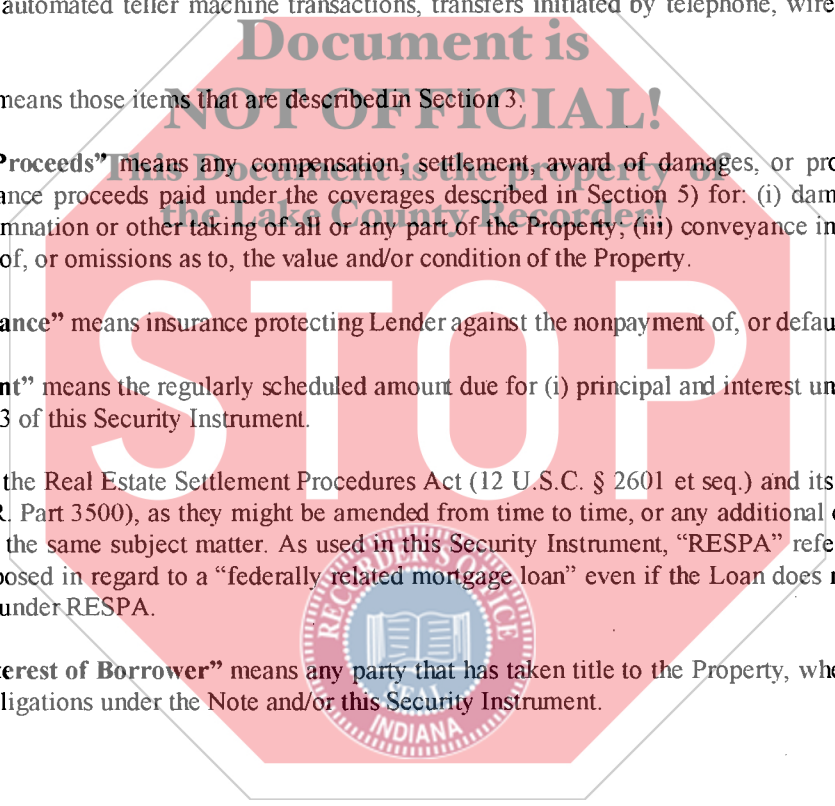 automated teller machine transactions, transfers initiated by telephone, wire
Document is
means those items that are described in Section 3.
NOT OFFICIAL!
Proceeds” means any compensation, settlement, award of damages, or pro
This Document is the property of
ance proceeds paid under the coverages described in Section 5) for: (i) dam
the Lake County Recorder!
mnation or other taking of all or any part of the Property; (iii) conveyance in
of, or omissions as to, the value and/or condition of the Property.
STOP
ance” means insurance protecting Lender against the nonpayment of, or defau
nt” means the regularly scheduled amount due for (i) principal and interest un
3 of this Security Instrument.
the Real Estate Settlement Procedures Act (12 U.S.C. § 2601 et seq.) and its
R. Part 3500), as they might be amended from time to time, or any additional
the same subject matter. As used in this Security Instrument, “RESPA” refe
posed in regard to a “federally related mortgage loan” even if the Loan does
under RESPA.
RECORDER'S OFFICE
erest of Borrower” means any party that has taken title to the Property, whe
SEAL
ligations under the Note and/or this Security Instrument.
INDIANA